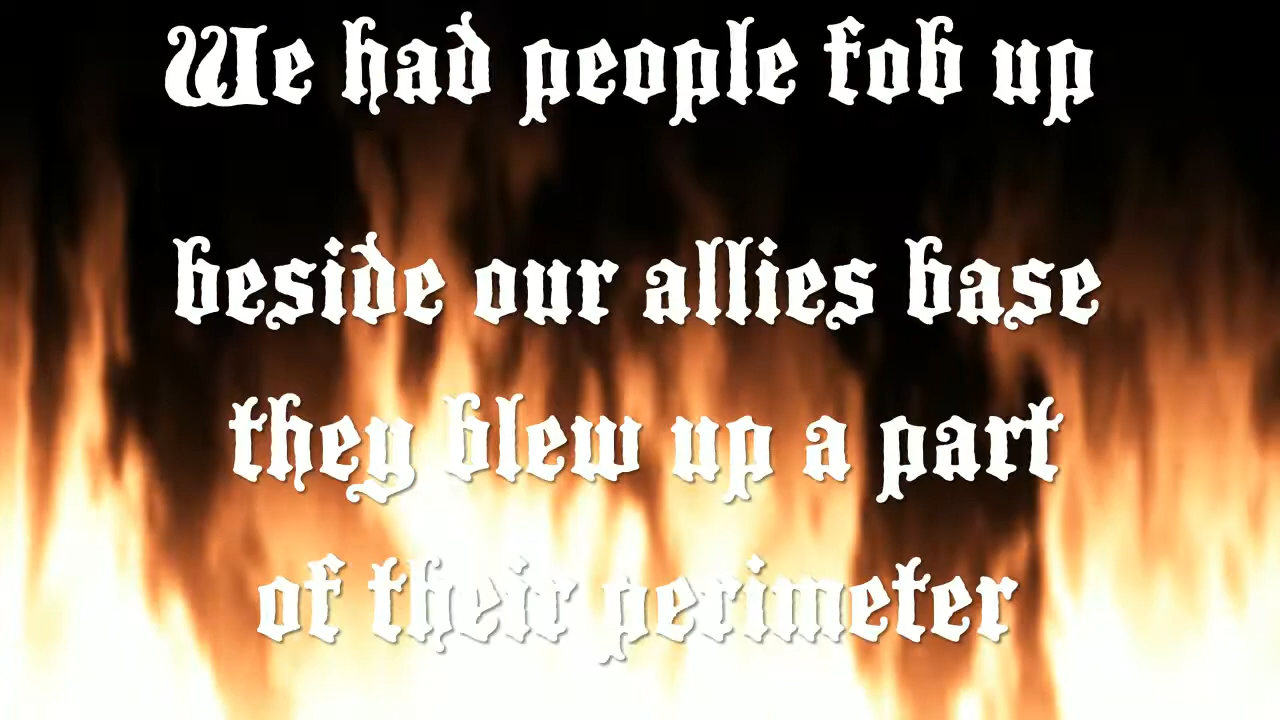 We had people fob up
beside our allies base
they blew up a part
of their perimeter